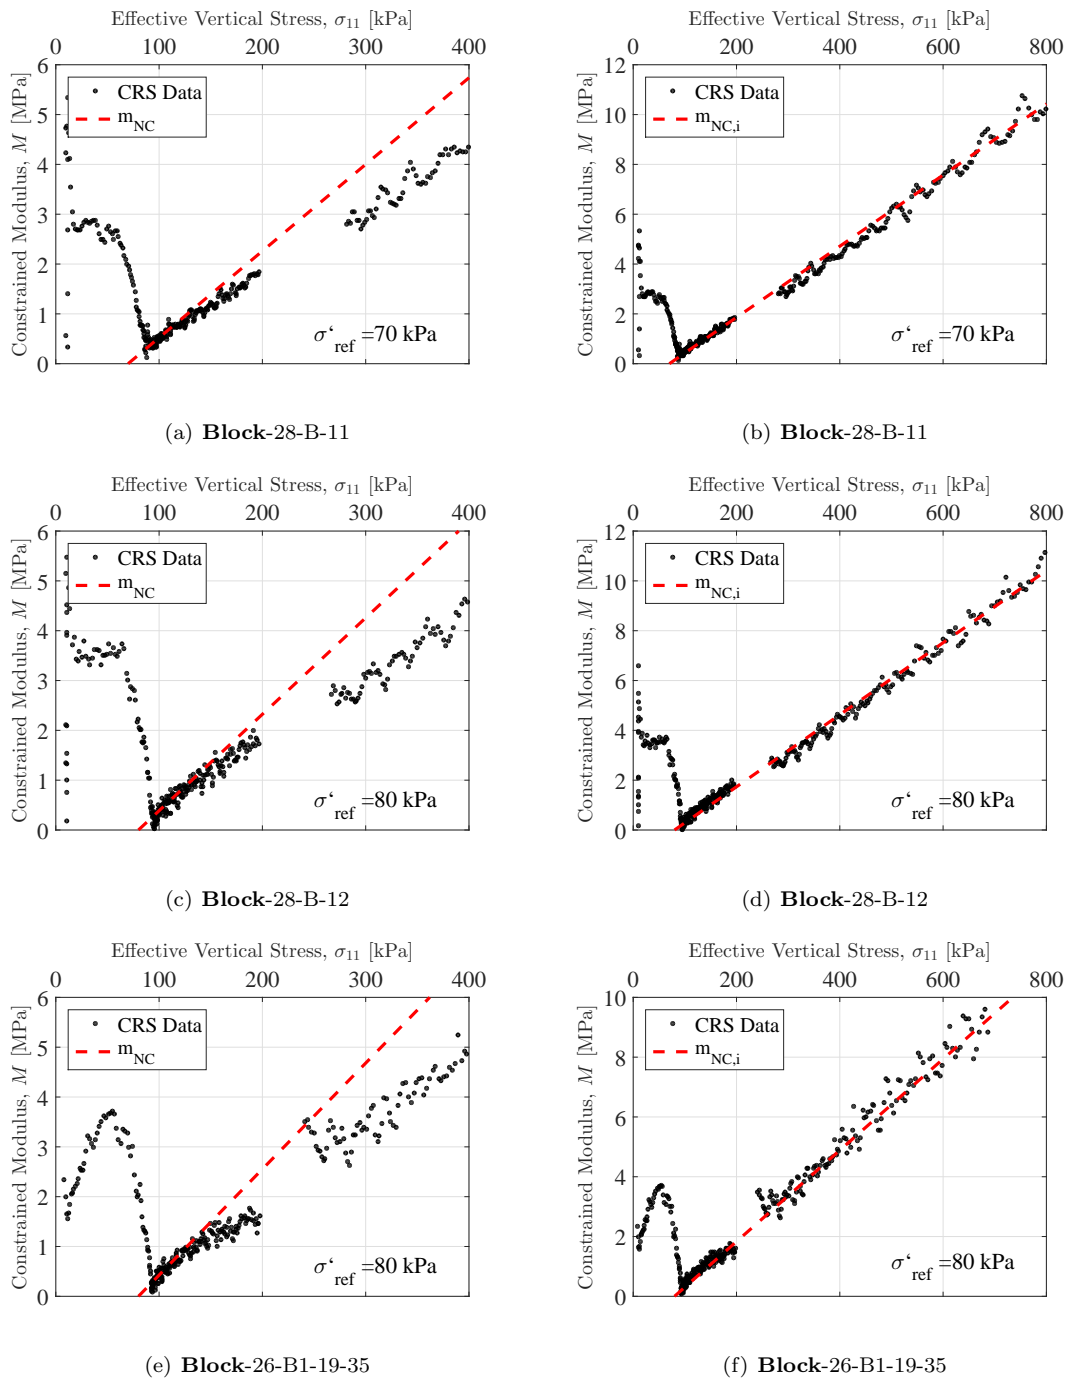 Effective Vertical Stress, σ11 [kPa]
0 100 200 300 400
6
5
4
3
2
1
0
Constrained Modulus, M [MPa]
CRS Data
mNC
σ‘ref =70 kPa
(a) Block-28-B-11
Effective Vertical Stress, σ11 [kPa]
0 200 400 600 800
12
10
8
6
4
2
0
Constrained Modulus, M [MPa]
CRS Data
mNC,i
σ‘ref =70 kPa
(b) Block-28-B-11
Effective Vertical Stress, σ11 [kPa]
0 100 200 300 400
6
5
4
3
2
1
0
Constrained Modulus, M [MPa]
CRS Data
mNC
σ‘ref =80 kPa
(c) Block-28-B-12
Effective Vertical Stress, σ11 [kPa]
0 200 400 600 800
12
10
8
6
4
2
0
Constrained Modulus, M [MPa]
CRS Data
mNC,i
σ‘ref =80 kPa
(d) Block-28-B-12
Effective Vertical Stress, σ11 [kPa]
0 100 200 300 400
6
5
4
3
2
1
0
Constrained Modulus, M [MPa]
CRS Data
mNC
σ‘ref =80 kPa
(e) Block-26-B1-19-35
Effective Vertical Stress, σ11 [kPa]
0 200 400 600 800
10
8
6
4
2
0
Constrained Modulus, M [MPa]
CRS Data
mNC,i
σ‘ref =80 kPa
(f) Block-26-B1-19-35